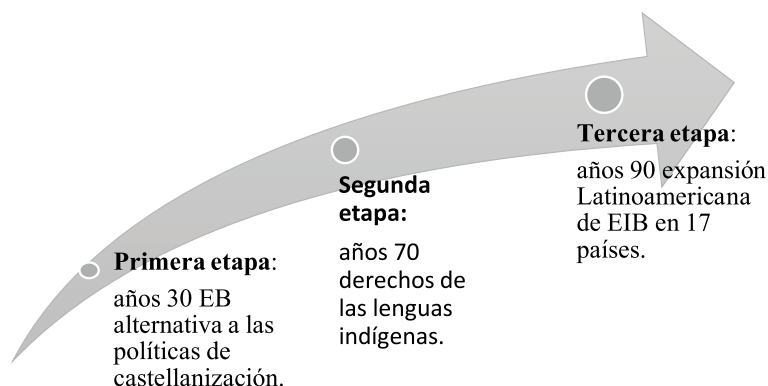 Primera etapa:
años 30 EB
alternativa a las
políticas de
castellanización.
Segunda
etapa:
años 70
derechos de
las lenguas
indígenas.
Tercera etapa:
años 90 expansión
Latinoamericana
de EIB en 17
países.